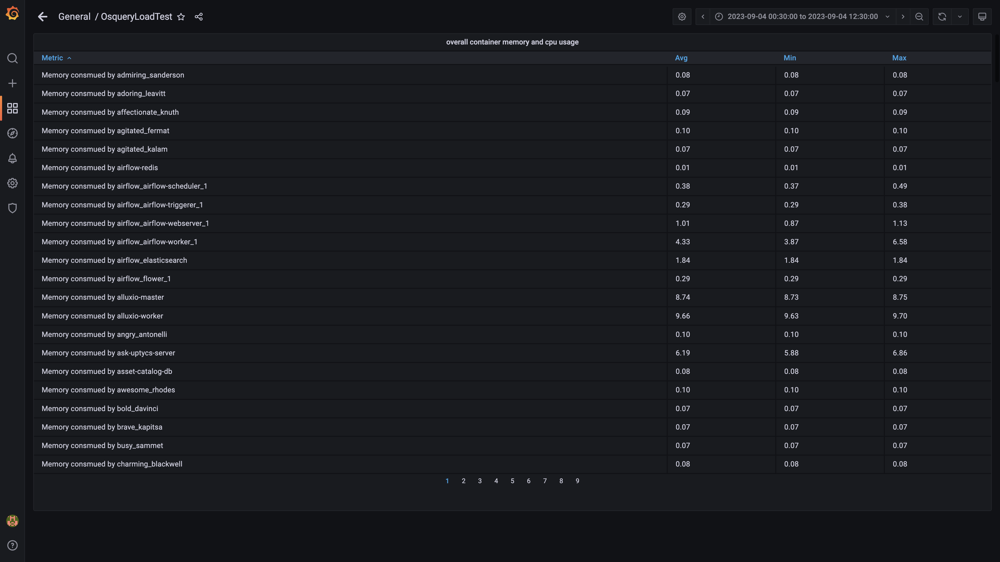 General / OsqueryLoadTest
2023-09-04 00:30:00 to 2023-09-04 12:30:00
overall container memory and cpu usage
Metric Avg Min Max
Memory consmued by admiring_sanderson 0.08 0.08 0.08
Memory consmued by adoring_leavitt 0.07 0.07 0.07
Memory consmued by affectionate_knuth 0.09 0.09 0.09
Memory consmued by agitated_fermat 0.10 0.10 0.10
Memory consmued by agitated_kalam 0.07 0.07 0.07
Memory consmued by airflow-redis 0.01 0.01 0.01
Memory consmued by airflow_airflow-scheduler_1 0.38 0.37 0.49
Memory consmued by airflow_airflow-triggerer_1 0.29 0.29 0.38
Memory consmued by airflow_airflow-webserver_1 1.01 0.87 1.13
Memory consmued by airflow_airflow-worker_1 4.33 3.87 6.58
Memory consmued by airflow_elasticsearch 1.84 1.84 1.84
Memory consmued by airflow_flower_1 0.29 0.29 0.29
Memory consmued by alluxio-master 8.74 8.73 8.75
Memory consmued by alluxio-worker 9.66 9.63 9.70
Memory consmued by angry_antonelli 0.10 0.10 0.10
Memory consmued by ask-uptycs-server 6.19 5.88 6.86
Memory consmued by asset-catalog-db 0.08 0.08 0.08
Memory consmued by awesome_rhodes 0.10 0.10 0.10
Memory consmued by bold_davinci 0.07 0.07 0.07
Memory consmued by brave_kapitsa 0.07 0.07 0.07
Memory consmued by busy_sammet 0.07 0.07 0.07
Memory consmued by charming_blackwell 0.08 0.08 0.08
1 2 3 4 5 6 7 8 9